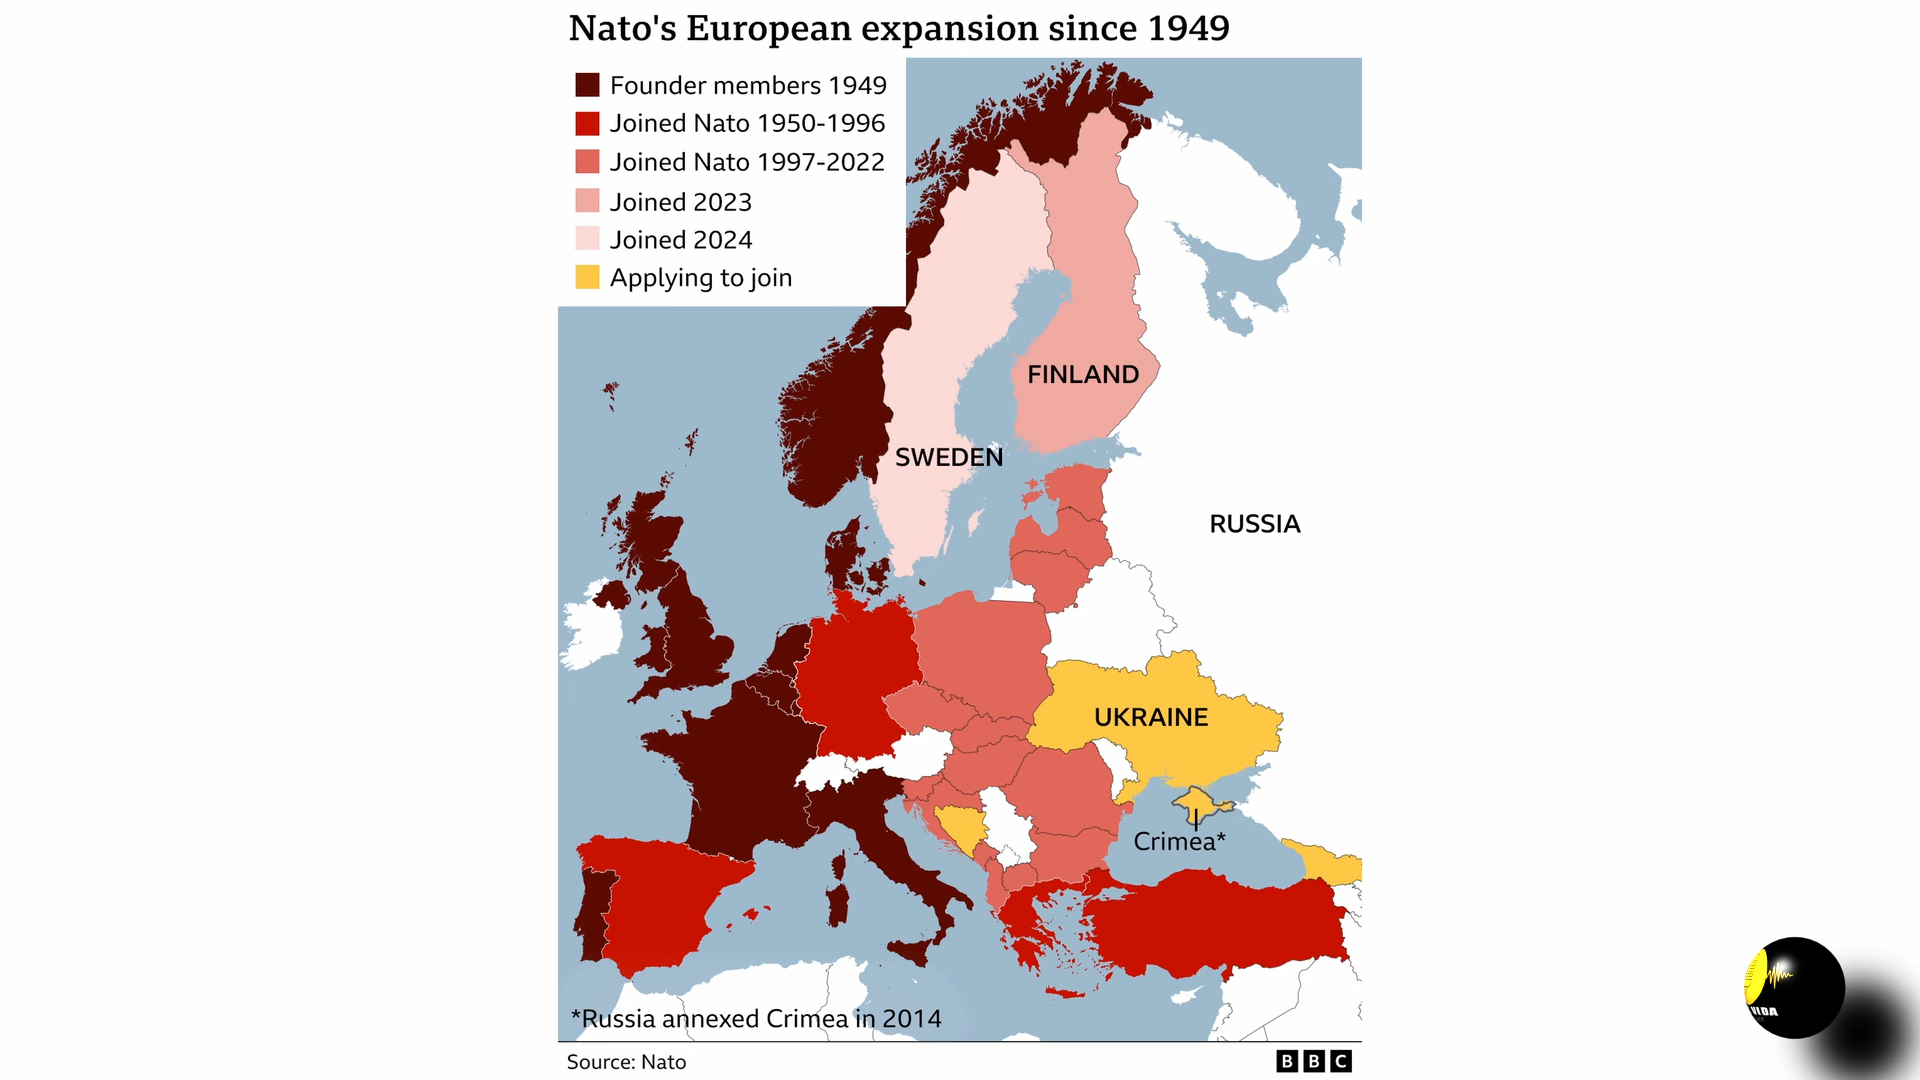 Nato's European expansion since 1949
Founder members 1949
Joined Nato 1950-1996
Joined Nato 1997-2022
Joined 2023
Joined 2024
Applying to join
FINLAND
SWEDEN
RUSSIA
UKRAINE
Crimea*
*Russia annexed Crimea in 2014
Source: Nato
BBC
VIDA